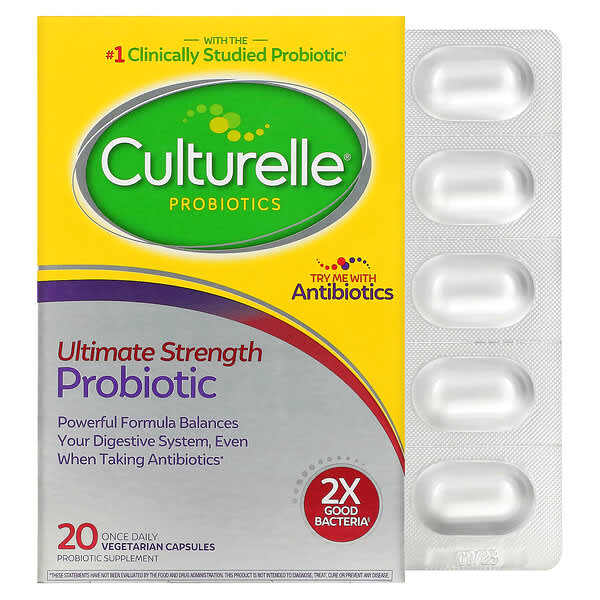 WITH THE
#1 Clinically Studied Probiotic†
Culturelle®
PROBIOTICS
TRY ME WITH
Antibiotics
Ultimate Strength
Probiotic
Powerful Formula Balances
Your Digestive System, Even
When Taking Antibiotics*
2X
GOOD
BACTERIA‡
20 ONCE DAILY
VEGETARIAN CAPSULES
PROBIOTIC SUPPLEMENT
*THESE STATEMENTS HAVE NOT BEEN EVALUATED BY THE FOOD AND DRUG ADMINISTRATION. THIS PRODUCT IS NOT INTENDED TO DIAGNOSE, TREAT, CURE OR PREVENT ANY DISEASE.